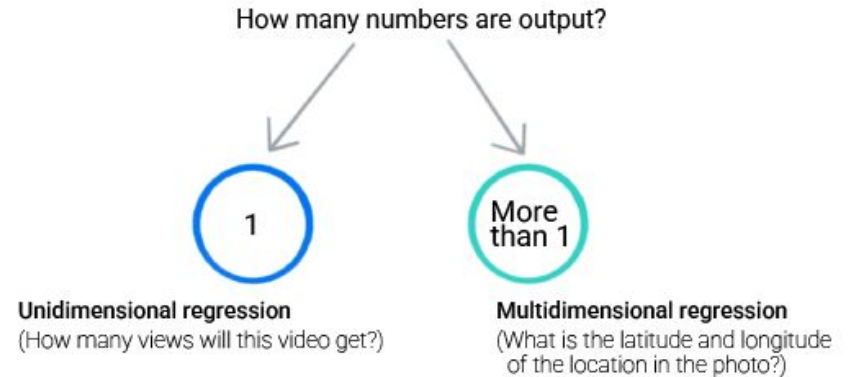 How many numbers are output?
1
More
than 1
Unidimensional regression
(How many views will this video get?)
Multidimensional regression
(What is the latitude and longitude
of the location in the photo?)